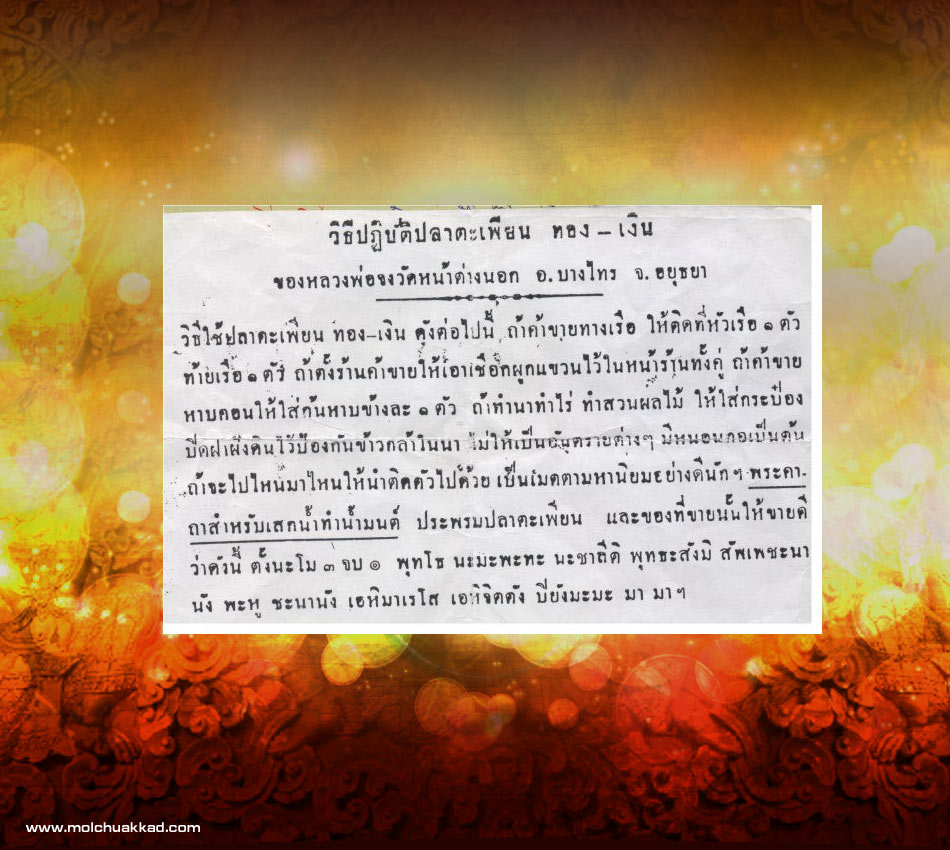 วิธีปฏิบัติปลาตะเพียน ทอง – เงิน
ของหลวงพ่อจงวัดหน้าต่างนอก อ.บางไทร จ.อยุธยา
วิธีใช้ปลาตะเพียน ทอง–เงิน ดังต่อไปนี้ ถ้าค้าขายทางเรือ ให้ติดที่หัวเรือ ๑ ตัว
ท้ายเรือ ๑ ตัว ถ้าตั้งร้านค้าขายให้เอาเชือกผูกแขวนไว้ในหน้าร้านทั้งคู่ ถ้าค้าขาย
หาบคอนให้ใส่ก้นหาบข้างละ ๑ ตัว ถ้าทำนาทำไร่ ทำสวนผลไม้ ให้ใส่กระป๋อง
ปิดฝาฝังดินไว้ป้องกันข้าวกล้าในนา ไม่ให้เป็นอันตรายต่างๆ มีหนอนกอเป็นต้น
ถ้าจะไปไหนมาไหนให้นำติดตัวไปด้วย เป็นเมตตามหานิยมอย่างดีนักฯ พระคา-
ถาสำหรับเสกน้ำทำน้ำมนต์ ประพรมปลาตะเพียน และของที่ขายนั้นให้ขายดี
ว่าดังนี้ ตั้งนะโม ๓ จบ ๑ พุทโธ นะมะพะทะ นะชาลีติ พุทธะสังมิ สัพเพชะนา
นัง พะหู ชะนานัง เอหิมาเรโส เอหิจิตตัง ปิยังมะมะ มา มาฯ
www.molchuakkad.com